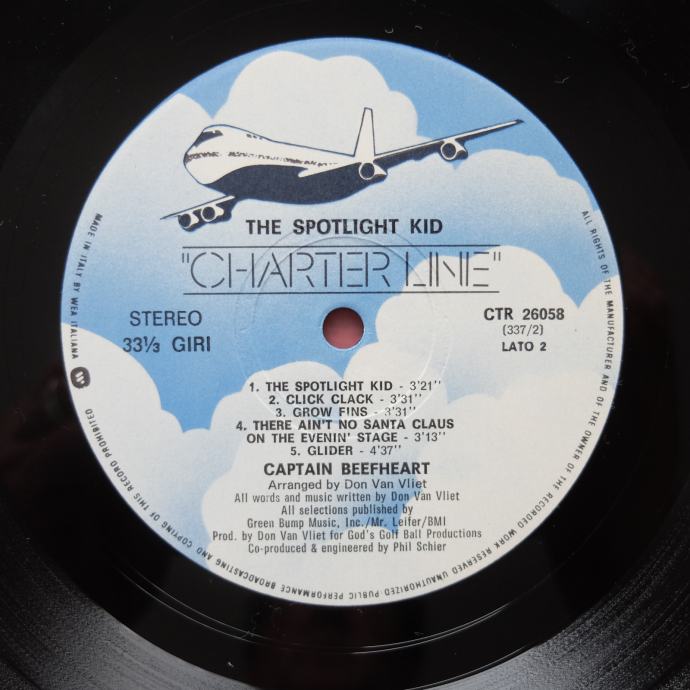 THE SPOTLIGHT KID
"CHARTER LINE"
STEREO
33⅓ GIRI
CTR 26058
(337/2)
LATO 2
1. THE SPOTLIGHT KID - 3'21''
2. CLICK CLACK - 3'31''
3. GROW FINS - 3'31''
4. THERE AIN'T NO SANTA CLAUS
ON THE EVENIN' STAGE - 3'13''
5. GLIDER - 4'37''
CAPTAIN BEEFHEART
Arranged by Don Van Vliet
All words and music written by Don Van Vliet
All selections published by
Green Bump Music, Inc./Mr. Leifer/BMI
Prod. by Don Van Vliet for God's Golf Ball Productions
Co-produced & engineered by Phil Schier
MADE IN ITALY BY WEA ITALIANA
ALL RIGHTS OF THE MANUFACTURER AND OF THE OWNER OF THE RECORDED WORK RESERVED UNAUTHORIZED PUBLIC PERFORMANCE BROADCASTING AND COPYING OF THIS RECORD PROHIBITED